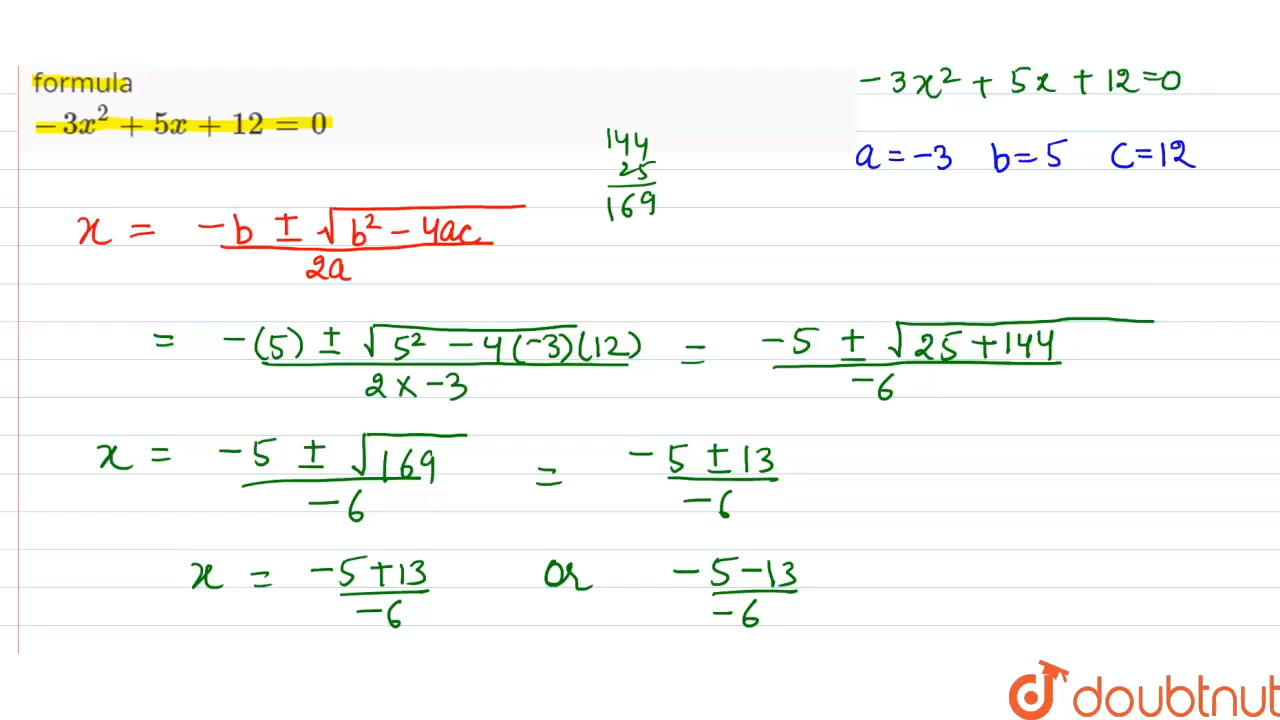 formula
−3x² + 5x + 12 = 0
-3x² + 5x + 12=0
a = -3 b = 5 c = 12
144
25
169
x = -b ± √b² - 4ac / 2a
= -(5) ± √5² - 4(-3)(12) / 2 x -3 = -5 ± √25+144 / -6
x = -5 ± √169 / -6 = -5 ± 13 / -6
x = -5+13 / -6 or -5-13 / -6
doubtnut